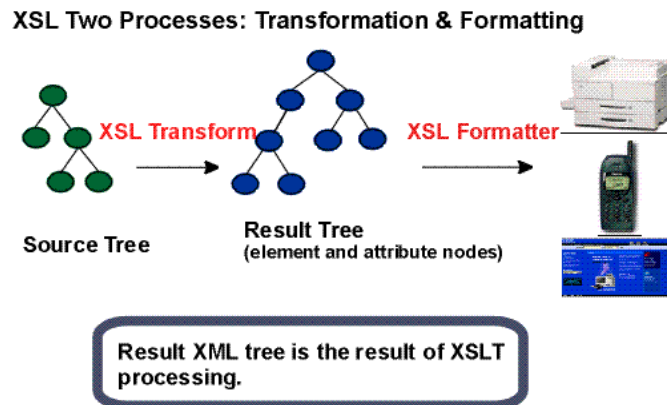 XSL Two Processes: Transformation & Formatting
XSL Transform
XSL Formatter
Source Tree
Result Tree
(element and attribute nodes)
Result XML tree is the result of XSLT
processing.